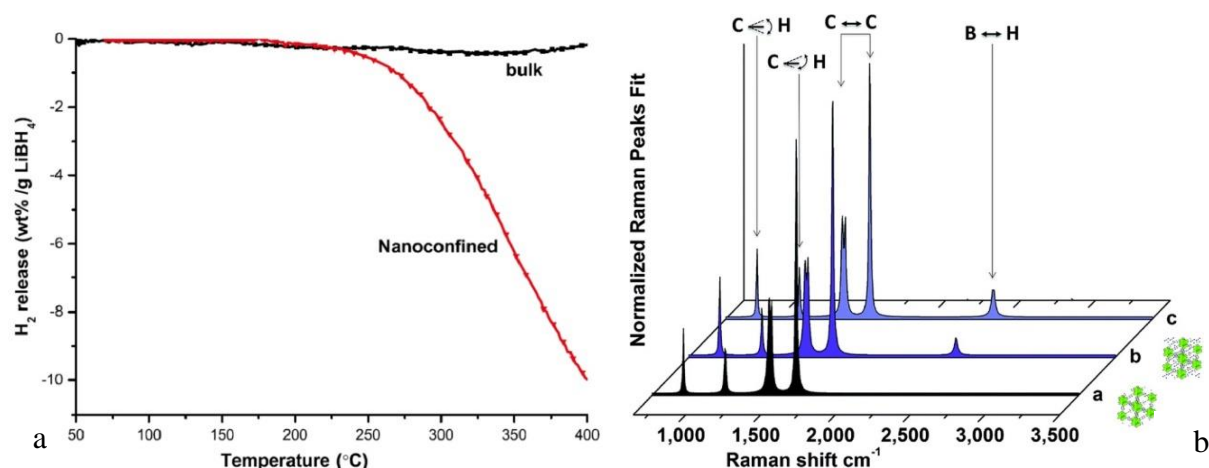 a
0
-2
-4
-6
-8
-10
H₂ release (wt% /g LiBH₄)
bulk
Nanoconfined
50 100 150 200 250 300 350 400
Temperature (°C)
a
b
Normalized Raman Peaks Fit
C H
C H
C C
B H
c
b
a
1,000 1,500 2,000 2,500 3,000 3,500
Raman shift cm⁻¹
b